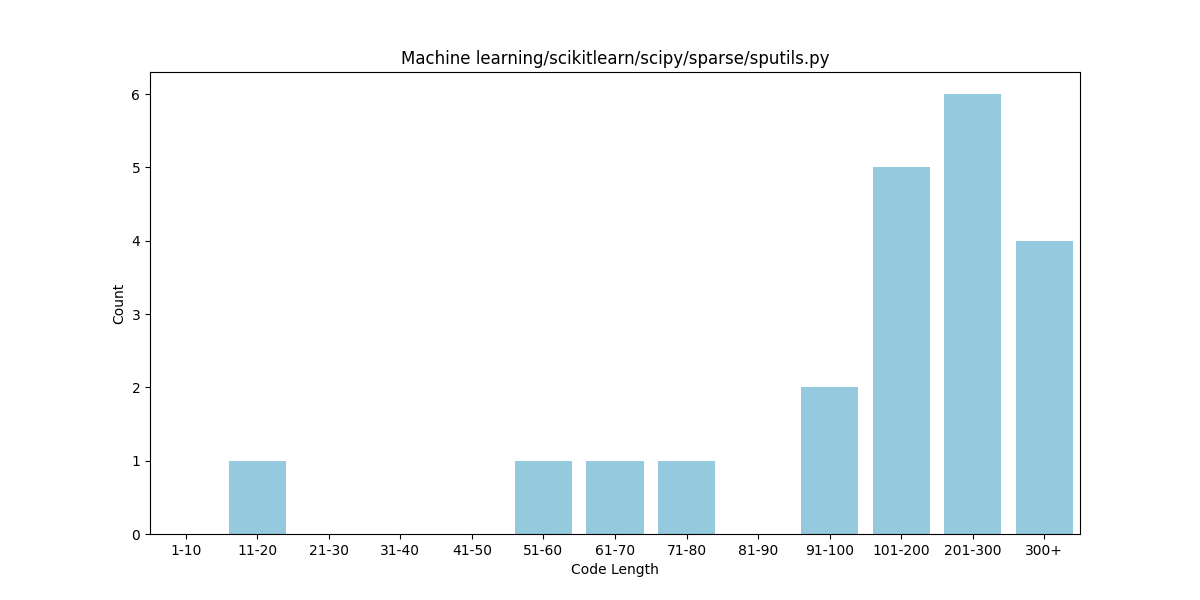 Machine learning/scikitlearn/scipy/sparse/sputils.py
6
5
4
3
2
1
0
Count
1-10 11-20 21-30 31-40 41-50 51-60 61-70 71-80 81-90 91-100 101-200 201-300 300+
Code Length